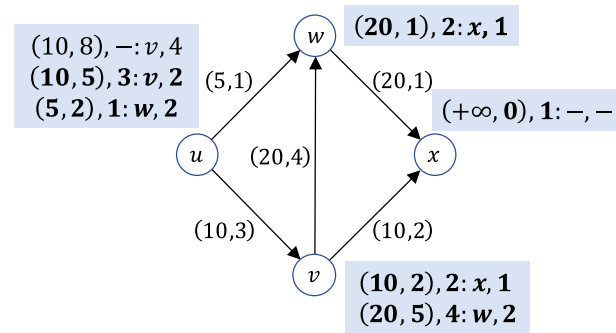 w
(20, 1), 2: x, 1
(10, 8), −: v, 4
(10, 5), 3: v, 2
(5, 2), 1: w, 2
(5,1)
(20,1)
(+∞, 0), 1: −, −
u
(20,4)
x
(10,3)
(10,2)
v
(10, 2), 2: x, 1
(20, 5), 4: w, 2